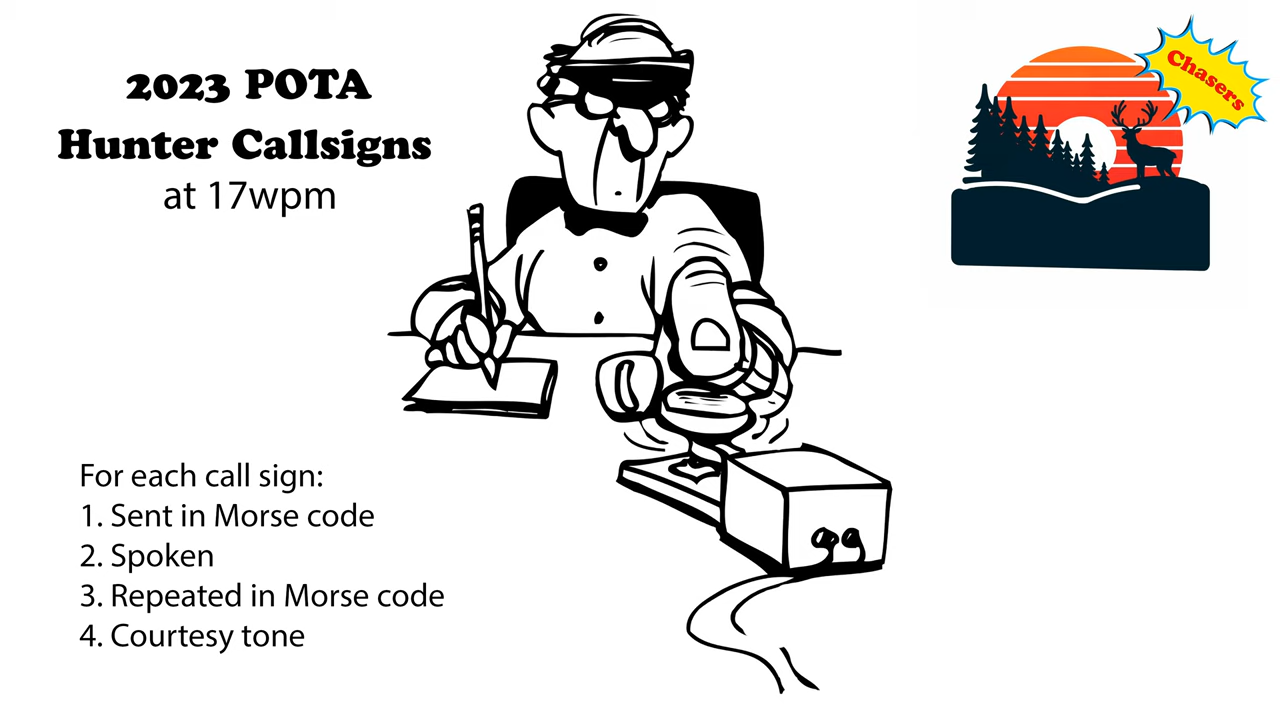 2023 POTA
Hunter Callsigns
at 17wpm
Chasers
For each call sign:
1. Sent in Morse code
2. Spoken
3. Repeated in Morse code
4. Courtesy tone